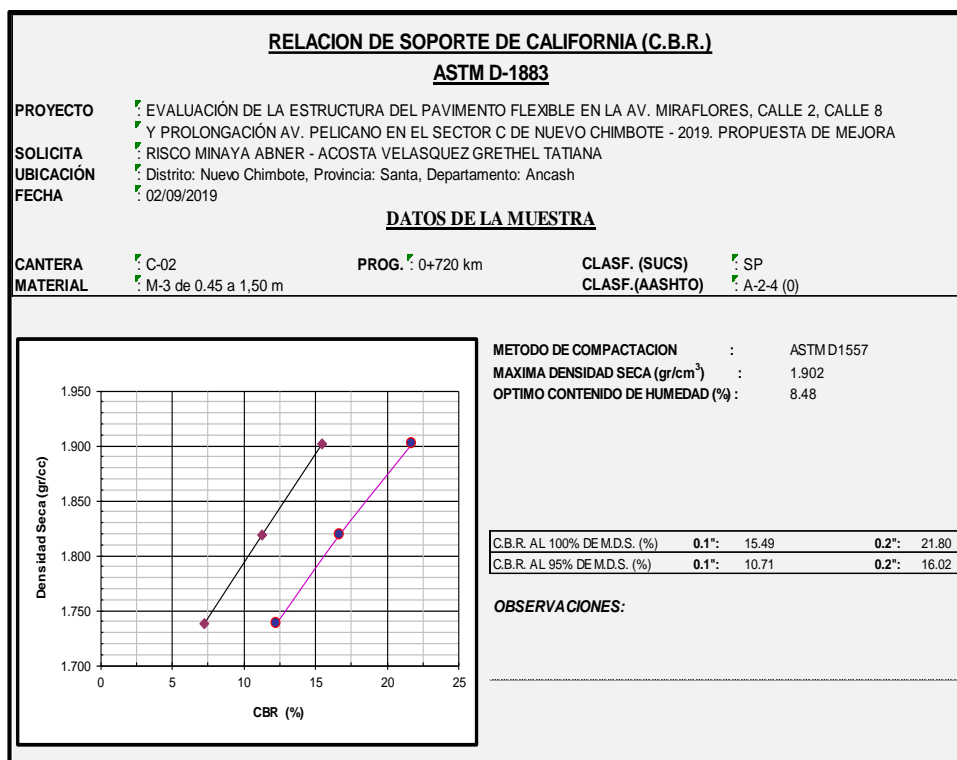 RELACION DE SOPORTE DE CALIFORNIA (C.B.R.)
ASTM D-1883
PROYECTO : EVALUACIÓN DE LA ESTRUCTURA DEL PAVIMENTO FLEXIBLE EN LA AV. MIRAFLORES, CALLE 2, CALLE 8
Y PROLONGACIÓN AV. PELICANO EN EL SECTOR C DE NUEVO CHIMBOTE - 2019. PROPUESTA DE MEJORA
SOLICITA : RISCO MINAYA ABNER - ACOSTA VELASQUEZ GRETHEL TATIANA
UBICACIÓN : Distrito: Nuevo Chimbote, Provincia: Santa, Departamento: Ancash
FECHA : 02/09/2019
DATOS DE LA MUESTRA
CANTERA : C-02 PROG. : 0+720 km CLASF. (SUCS) : SP
MATERIAL : M-3 de 0.45 a 1,50 m CLASF.(AASHTO) : A-2-4 (0)
METODO DE COMPACTACION : ASTM D1557
MAXIMA DENSIDAD SECA (gr/cm³) : 1.902
OPTIMO CONTENIDO DE HUMEDAD (%) : 8.48
Densidad Seca (gr/cc)
1.950
1.900
1.850
1.800
1.750
1.700
0 5 10 15 20 25
CBR (%)
C.B.R. AL 100% DE M.D.S. (%) 0.1": 15.49 0.2": 21.80
C.B.R. AL 95% DE M.D.S. (%) 0.1": 10.71 0.2": 16.02
OBSERVACIONES: